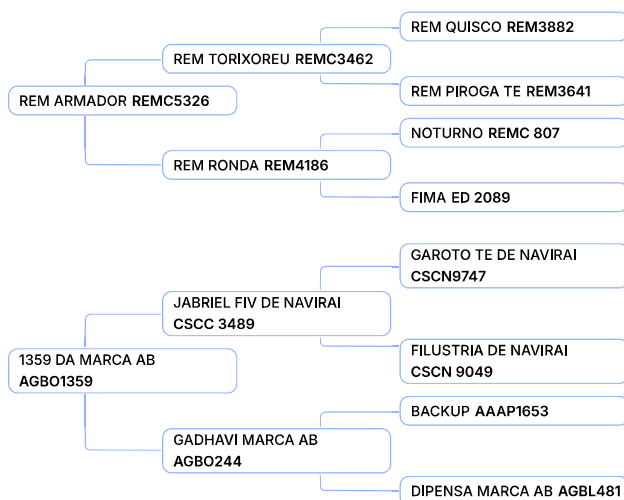 REM QUISCO REM3882
REM TORIXOREU REMC3462
REM PIROGA TE REM3641
REM ARMADOR REMC5326
NOTURNO REMC 807
REM RONDA REM4186
FIMA ED 2089
GAROTO TE DE NAVIRAI
CSCN9747
JABRIEL FIV DE NAVIRAI
CSCC 3489
FILUSTRIA DE NAVIRAI
CSCN 9049
1359 DA MARCA AB
AGBO1359
BACKUP AAAP1653
GADHAVI MARCA AB
AGBO244
DIPENSA MARCA AB AGBL481